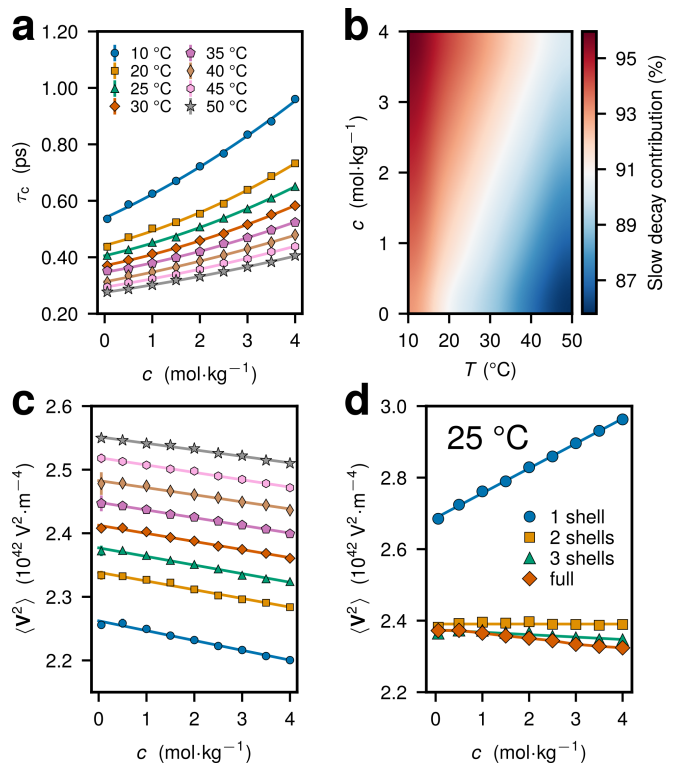 a
1.20
1.00
0.80
0.60
0.40
0.20
τc (ps)
10 °C
20 °C
25 °C
30 °C
35 °C
40 °C
45 °C
50 °C
0 1 2 3 4
c (mol·kg−1)
b
4
3
2
1
0
c (mol·kg−1)
10 20 30 40 50
T (°C)
95
93
91
89
87
Slow decay contribution (%)
c
2.6
2.5
2.4
2.3
2.2
⟨V²⟩ (10⁴² V²·m−4)
0 1 2 3 4
c (mol·kg−1)
d
25 °C
3.0
2.8
2.6
2.4
2.2
⟨V²⟩ (10⁴² V²·m−4)
1 shell
2 shells
3 shells
full
0 1 2 3 4
c (mol·kg−1)